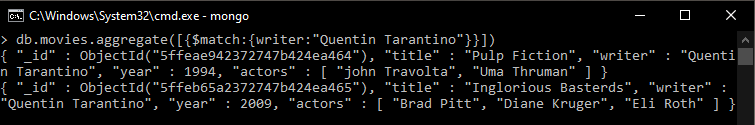 C:\Windows\System32\cmd.exe - mongo
> db.movies.aggregate([{$match:{writer:"Quentin Tarantino"}}])
{ "_id" : ObjectId("5ffeae942372747b424ea464"), "title" : "Pulp Fiction", "writer" : "Quenti
n Tarantino", "year" : 1994, "actors" : [ "john Travolta", "Uma Thruman" ] }
{ "_id" : ObjectId("5ffeb65a2372747b424ea465"), "title" : "Inglorious Basterds", "writer" :
"Quentin Tarantino", "year" : 2009, "actors" : [ "Brad Pitt", "Diane Kruger", "Eli Roth" ] }